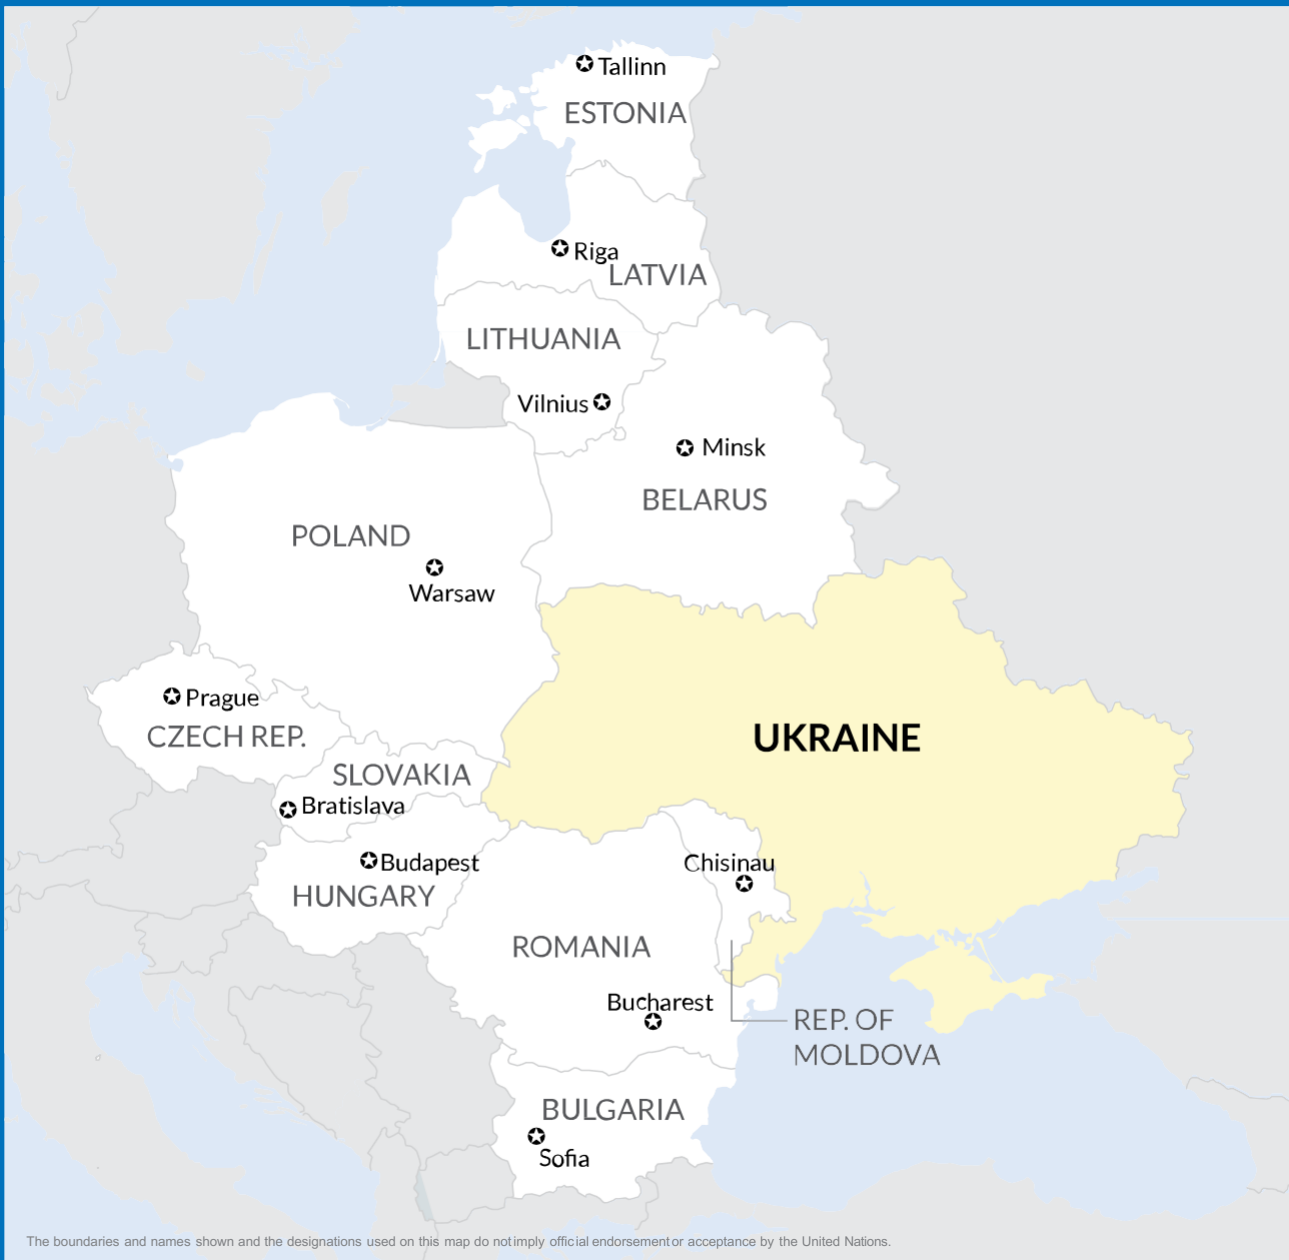 Tallinn
ESTONIA
Riga
LATVIA
LITHUANIA
Vilnius
Minsk
BELARUS
POLAND
Warsaw
Prague
CZECH REP.
UKRAINE
SLOVAKIA
Bratislava
Budapest
HUNGARY
Chisinau
ROMANIA
Bucharest
REP. OF
MOLDOVA
BULGARIA
Sofia
The boundaries and names shown and the designations used on this map do not imply official endorsement or acceptance by the United Nations.